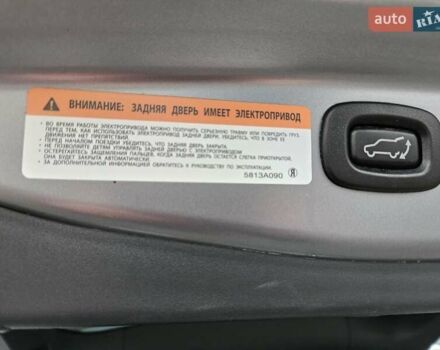 auto RIA
ВНИМАНИЕ: ЗАДНЯЯ ДВЕРЬ ИМЕЕТ ЭЛЕКТРОПРИВОД
• ВО ВРЕМЯ РАБОТЫ ЭЛЕКТРОПРИВОДА МОЖНО ПОЛУЧИТЬ СЕРЬЕЗНУЮ ТРАВМУ ИЛИ ПОВРЕДИТЬ ГРУЗ.
ПЕРЕД ТЕМ, КАК ИСПОЛЬЗОВАТЬ ЭЛЕКТРОПРИВОД ЗАДНЕЙ ДВЕРИ, УБЕДИТЕСЬ, ЧТО В ЗОНЕ ЕЕ
ДВИЖЕНИЯ НЕТ ПРЕПЯТСТВИЙ.
• ПЕРЕД НАЧАЛОМ ПОЕЗДКИ УБЕДИТЕСЬ, ЧТО ЗАДНЯЯ ДВЕРЬ ЗАКРЫТА.
• НЕ ПОЗВОЛЯЙТЕ ДЕТЯМ УПРАВЛЯТЬ ЗАДНЕЙ ДВЕРЬЮ С ЭЛЕКТРОПРИВОДОМ.
• ОСТЕРЕГАЙТЕСЬ ЗАЩЕМЛЕНИЯ ПАЛЬЦЕВ, КОГДА ЗАДНЯЯ ДВЕРЬ ОСТАЕТСЯ СЛЕГКА ПРИОТКРЫТОЙ.
ОНА БУДЕТ ЗАКРЫТА АВТОМАТИЧЕСКИ.
• ЗА ДОПОЛНИТЕЛЬНОЙ ИНФОРМАЦИЕЙ ОБРАТИТЕСЬ К РУКОВОДСТВУ ПО ЭКСПЛУАТАЦИИ.
5813A090 Я